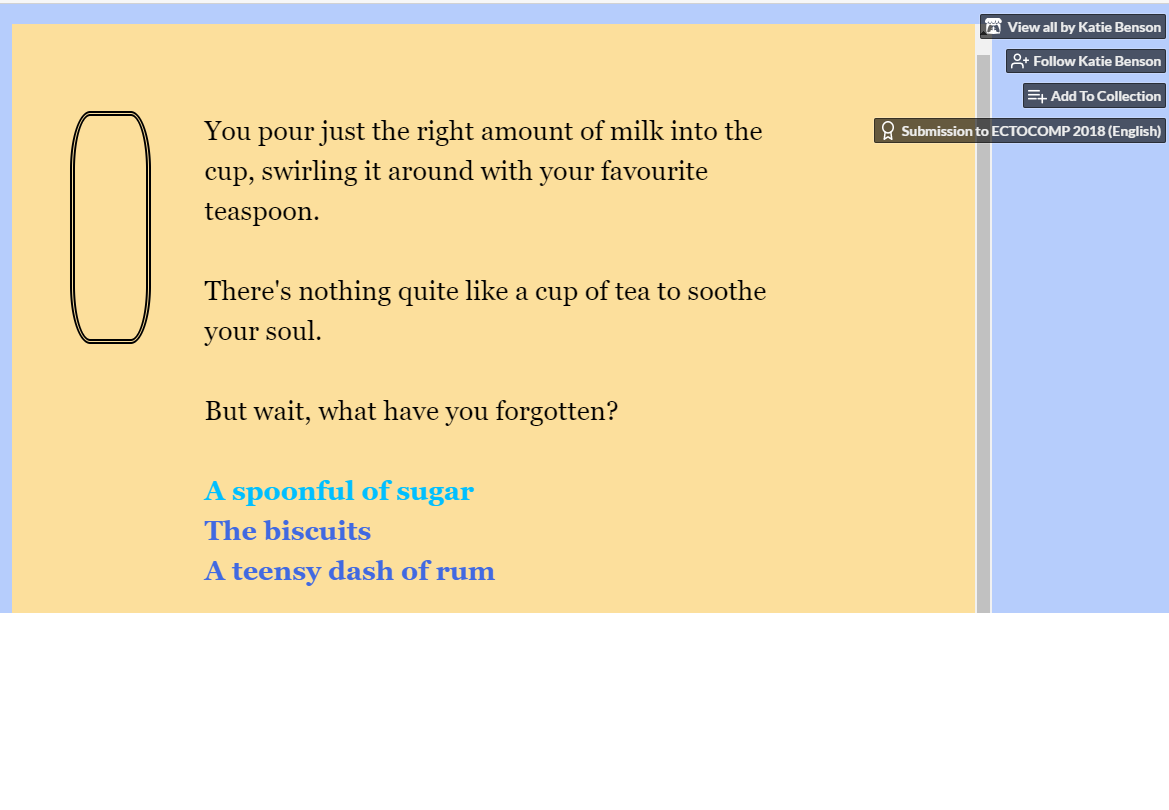 View all by Katie Benson
Follow Katie Benson
Add To Collection
Submission to ECTOCOMP 2018 (English)
You pour just the right amount of milk into the
cup, swirling it around with your favourite
teaspoon.
There's nothing quite like a cup of tea to soothe
your soul.
But wait, what have you forgotten?
A spoonful of sugar
The biscuits
A teensy dash of rum